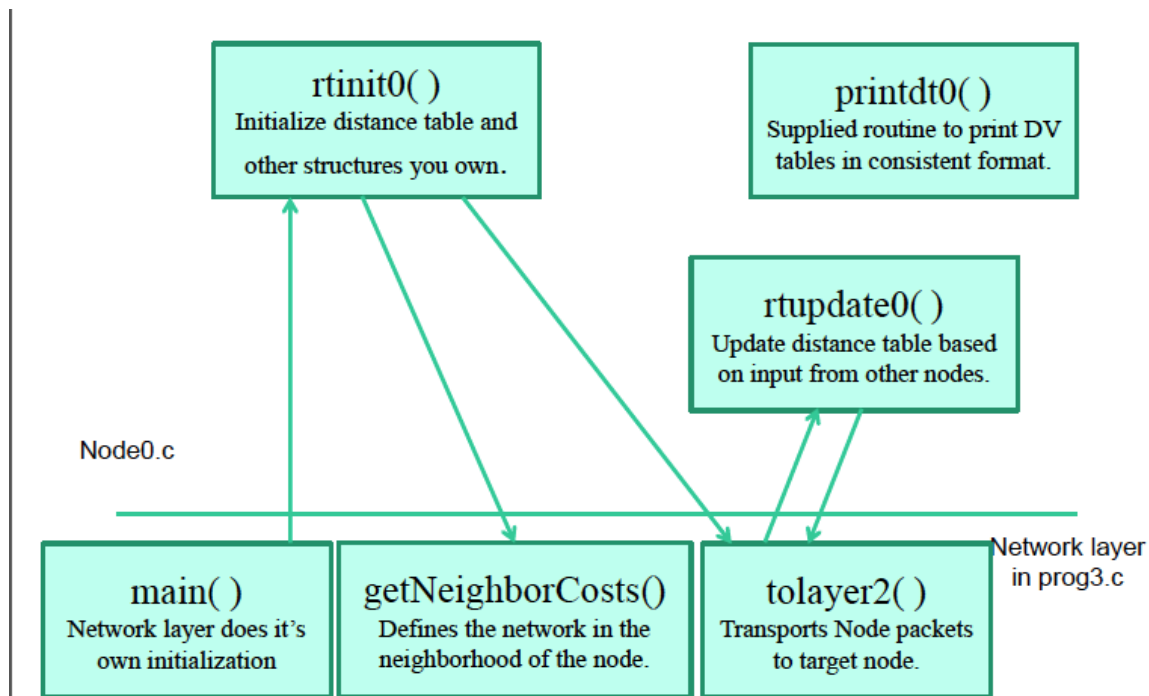 rtinit0( )
Initialize distance table and
other structures you own.
printdt0( )
Supplied routine to print DV
tables in consistent format.
rtupdate0( )
Update distance table based
on input from other nodes.
Node0.c
Network layer
in prog3.c
main( )
Network layer does it’s
own initialization
getNeighborCosts()
Defines the network in the
neighborhood of the node.
tolayer2( )
Transports Node packets
to target node.